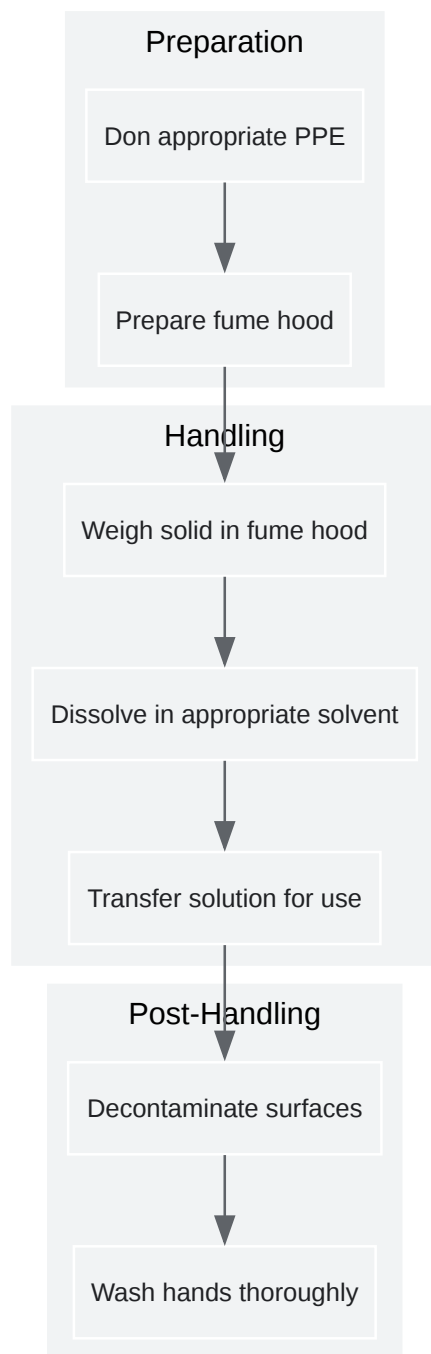 Preparation
Don appropriate PPE
Prepare fume hood
Handling
Weigh solid in fume hood
Dissolve in appropriate solvent
Transfer solution for use
Post-Handling
Decontaminate surfaces
Wash hands thoroughly